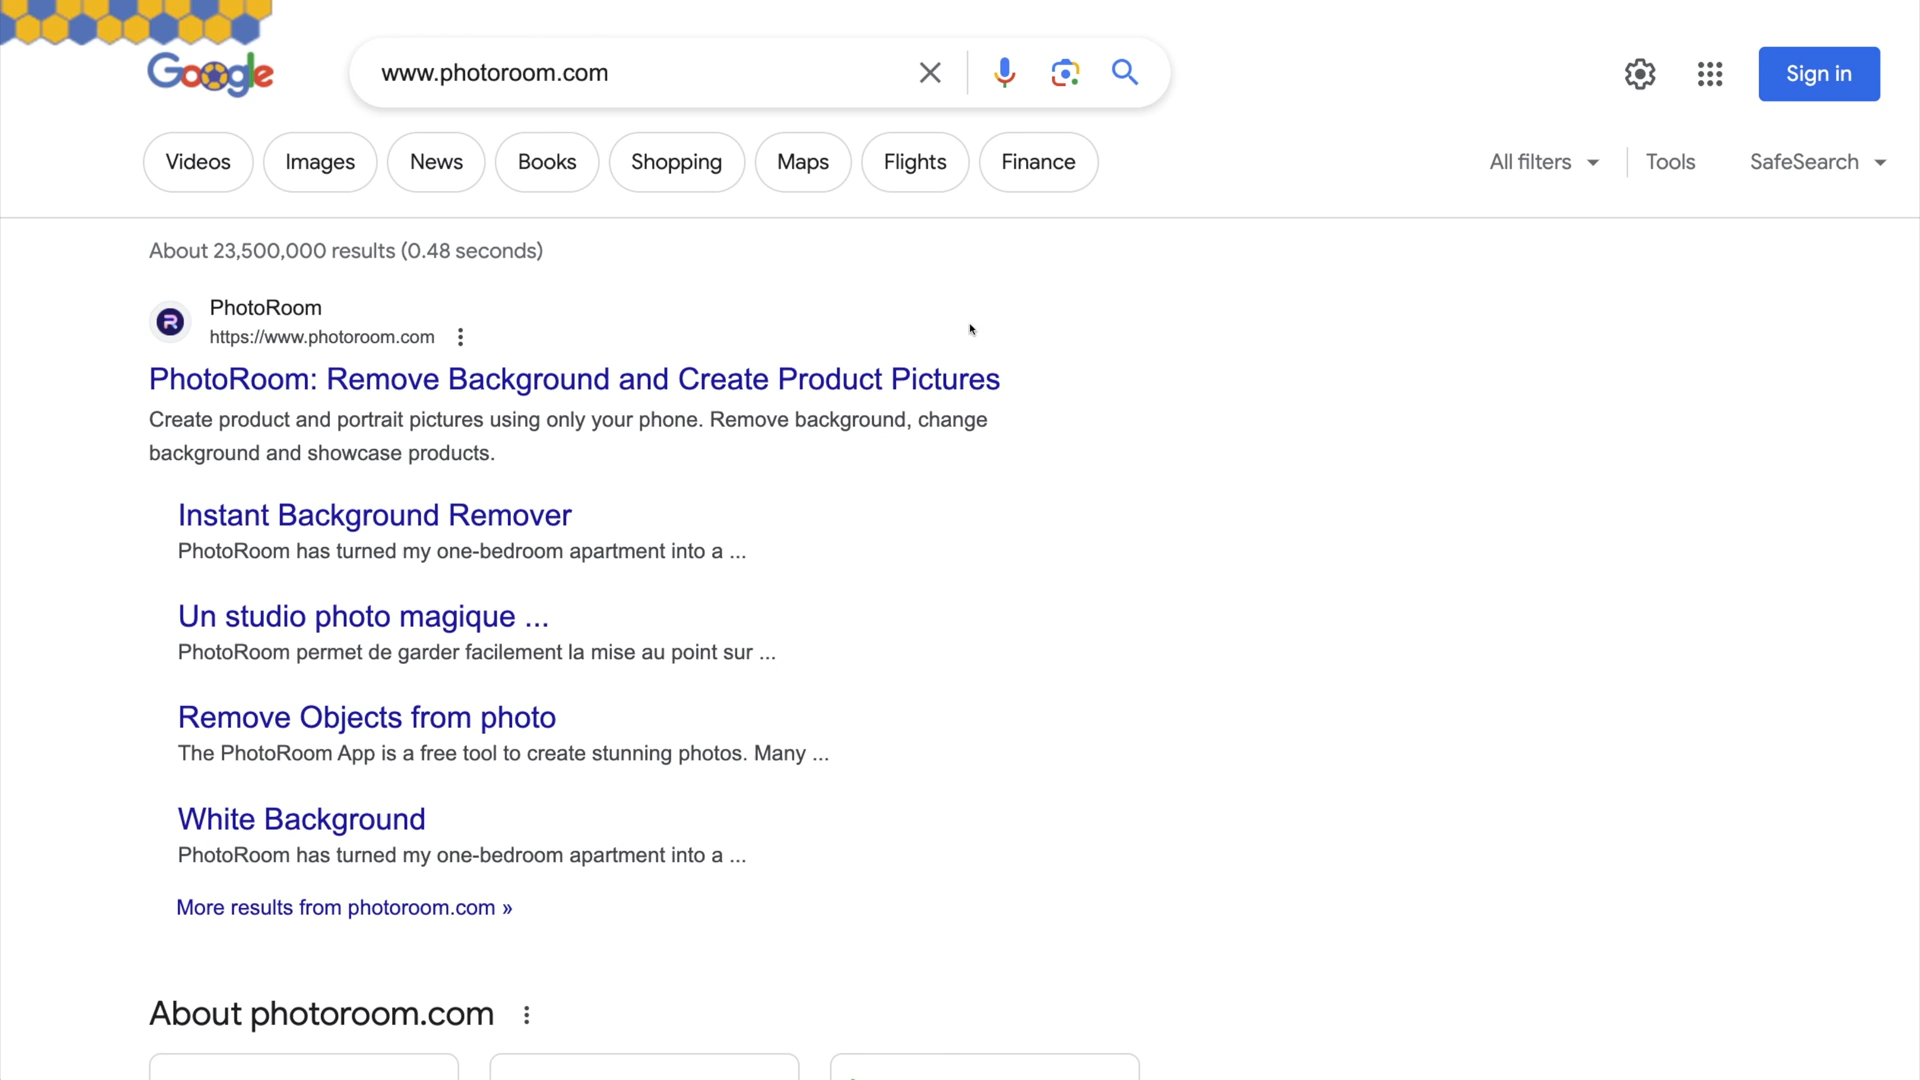 Google
www.photoroom.com
Sign in
Videos
Images
News
Books
Shopping
Maps
Flights
Finance
All filters
Tools
SafeSearch
About 23,500,000 results (0.48 seconds)
R
PhotoRoom
https://www.photoroom.com
PhotoRoom: Remove Background and Create Product Pictures
Create product and portrait pictures using only your phone. Remove background, change
background and showcase products.
Instant Background Remover
PhotoRoom has turned my one-bedroom apartment into a ...
Un studio photo magique ...
PhotoRoom permet de garder facilement la mise au point sur ...
Remove Objects from photo
The PhotoRoom App is a free tool to create stunning photos. Many ...
White Background
PhotoRoom has turned my one-bedroom apartment into a ...
More results from photoroom.com »
About photoroom.com